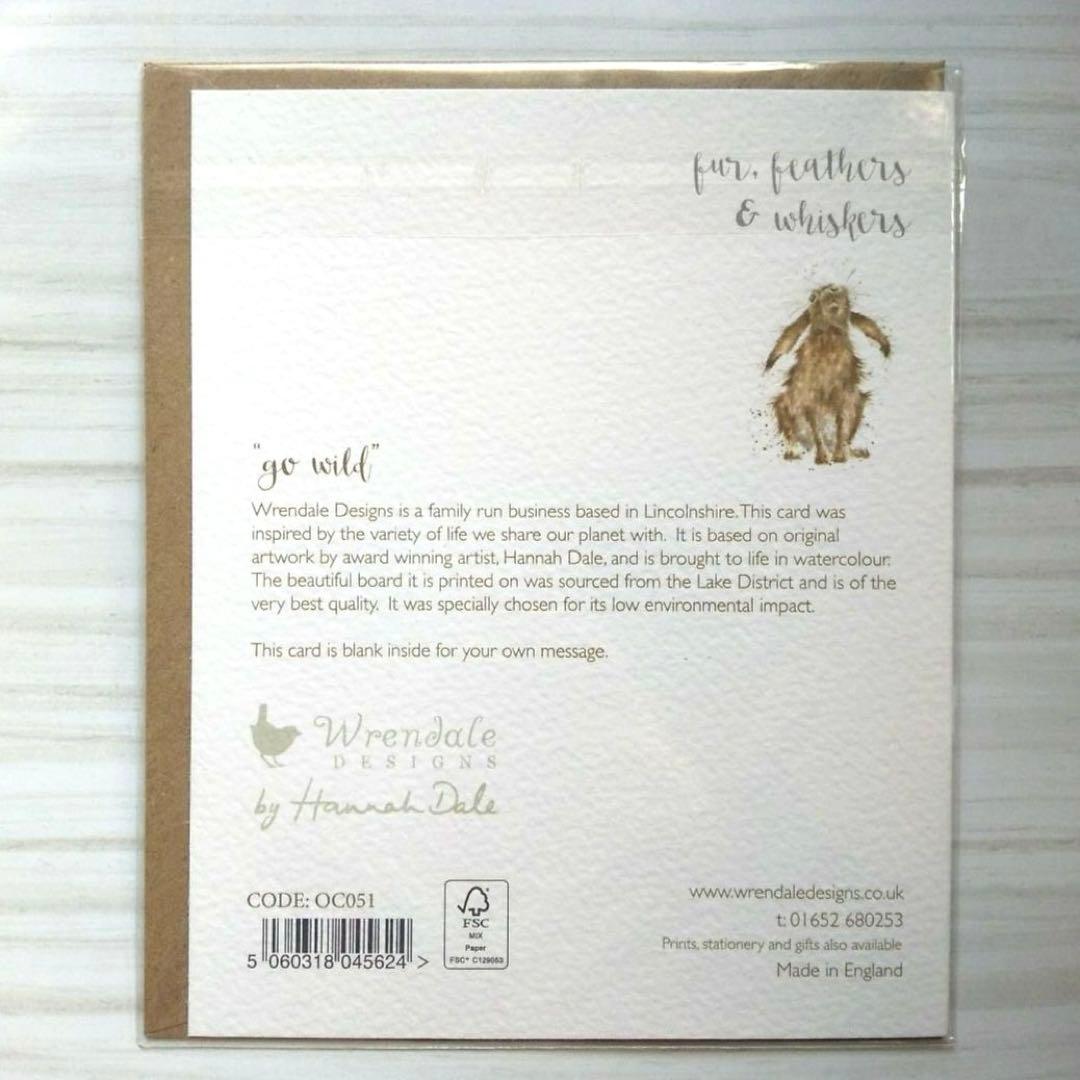 fur, feathers
& whiskers
"go wild"
Wrendale Designs is a family run business based in Lincolnshire. This card was
inspired by the variety of life we share our planet with. It is based on original
artwork by award winning artist, Hannah Dale, and is brought to life in watercolour.
The beautiful board it is printed on was sourced from the Lake District and is of the
very best quality. It was specially chosen for its low environmental impact.
This card is blank inside for your own message.
Wrendale
DESIGNS
by Hannah Dale
CODE: OC051
5 060318 045624 >
FSC
MIX
Paper
FSC® C129053
www.wrendaledesigns.co.uk
t: 01652 680253
Prints, stationery and gifts also available
Made in England